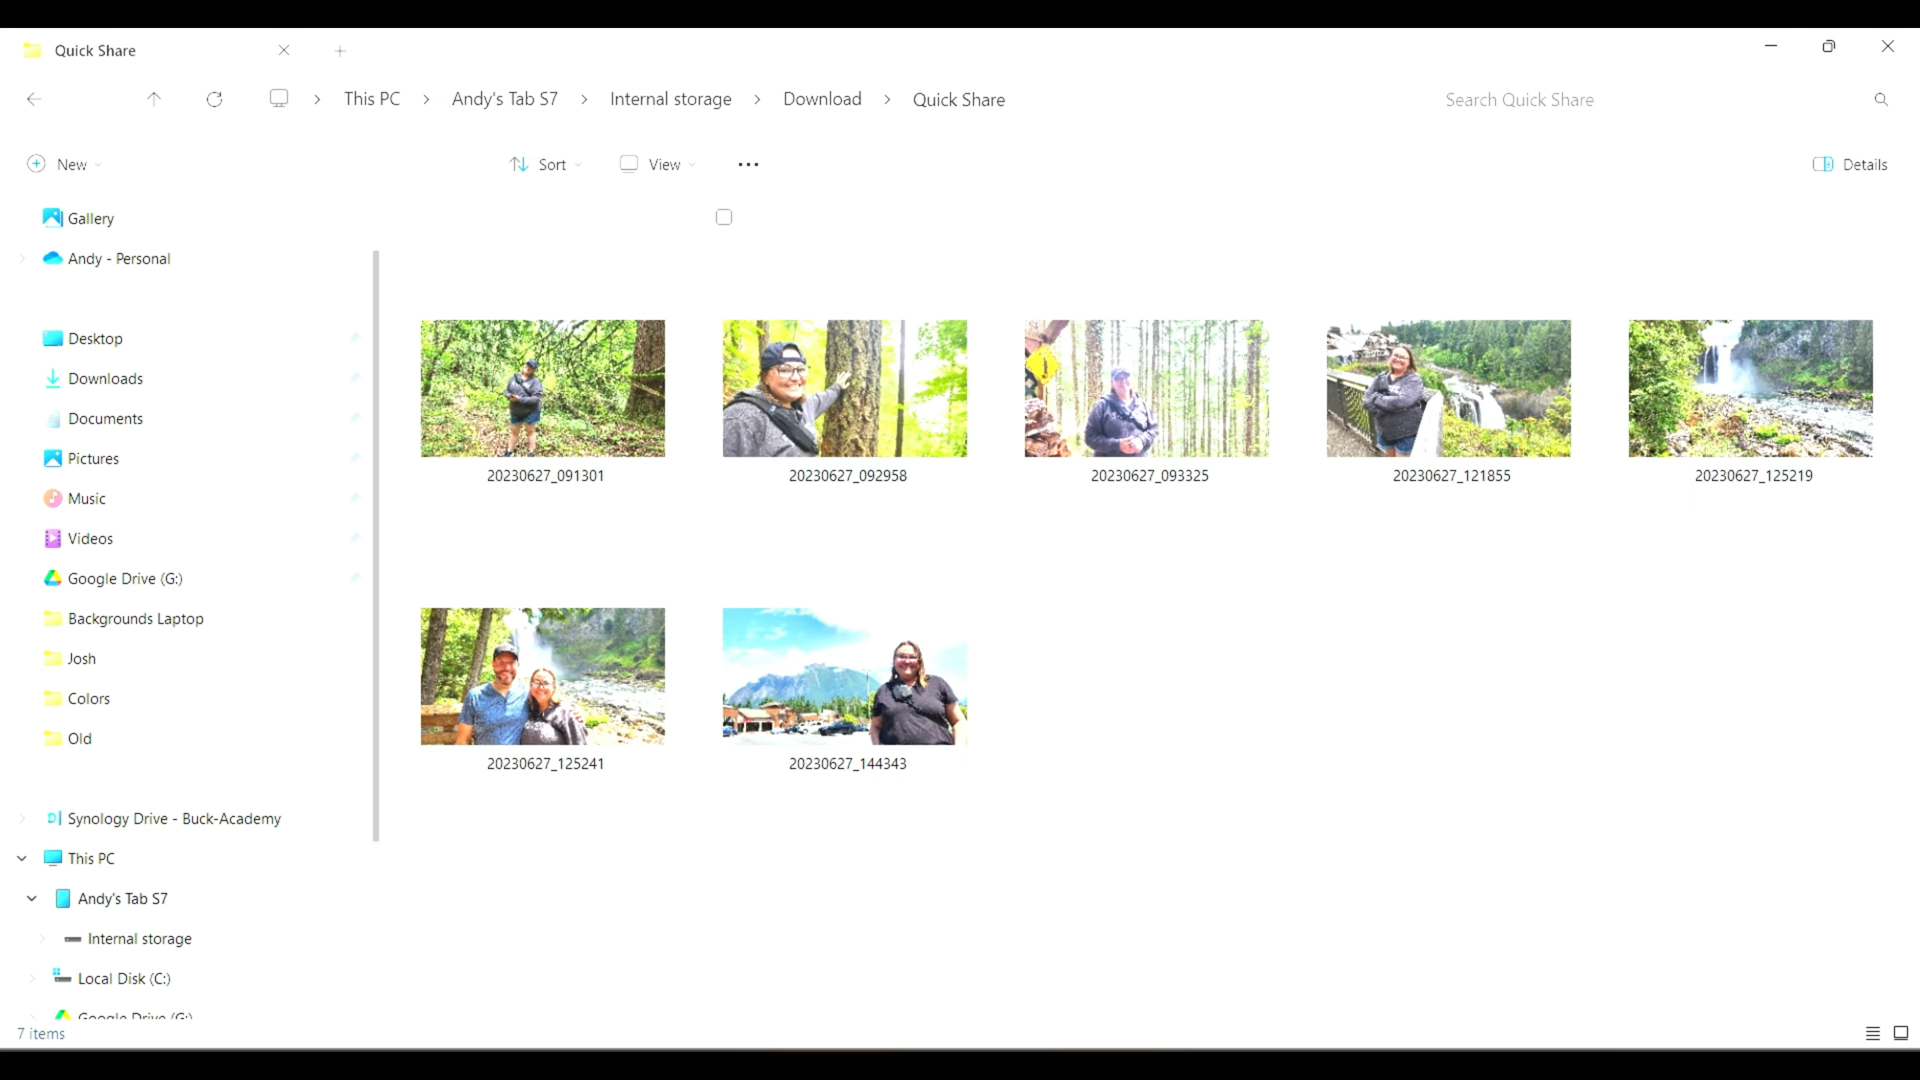 Quick Share
This PC > Andy's Tab S7 > Internal storage > Download > Quick Share
Search Quick Share
New
Sort
View
Details
Gallery
Andy - Personal
Desktop
Downloads
Documents
Pictures
Music
Videos
Google Drive (G:)
Backgrounds Laptop
Josh
Colors
Old
Synology Drive - Buck-Academy
This PC
Andy's Tab S7
Internal storage
Local Disk (C:)
Google Drive (G:)
20230627_091301
20230627_092958
20230627_093325
20230627_121855
20230627_125219
20230627_125241
20230627_144343
7 items